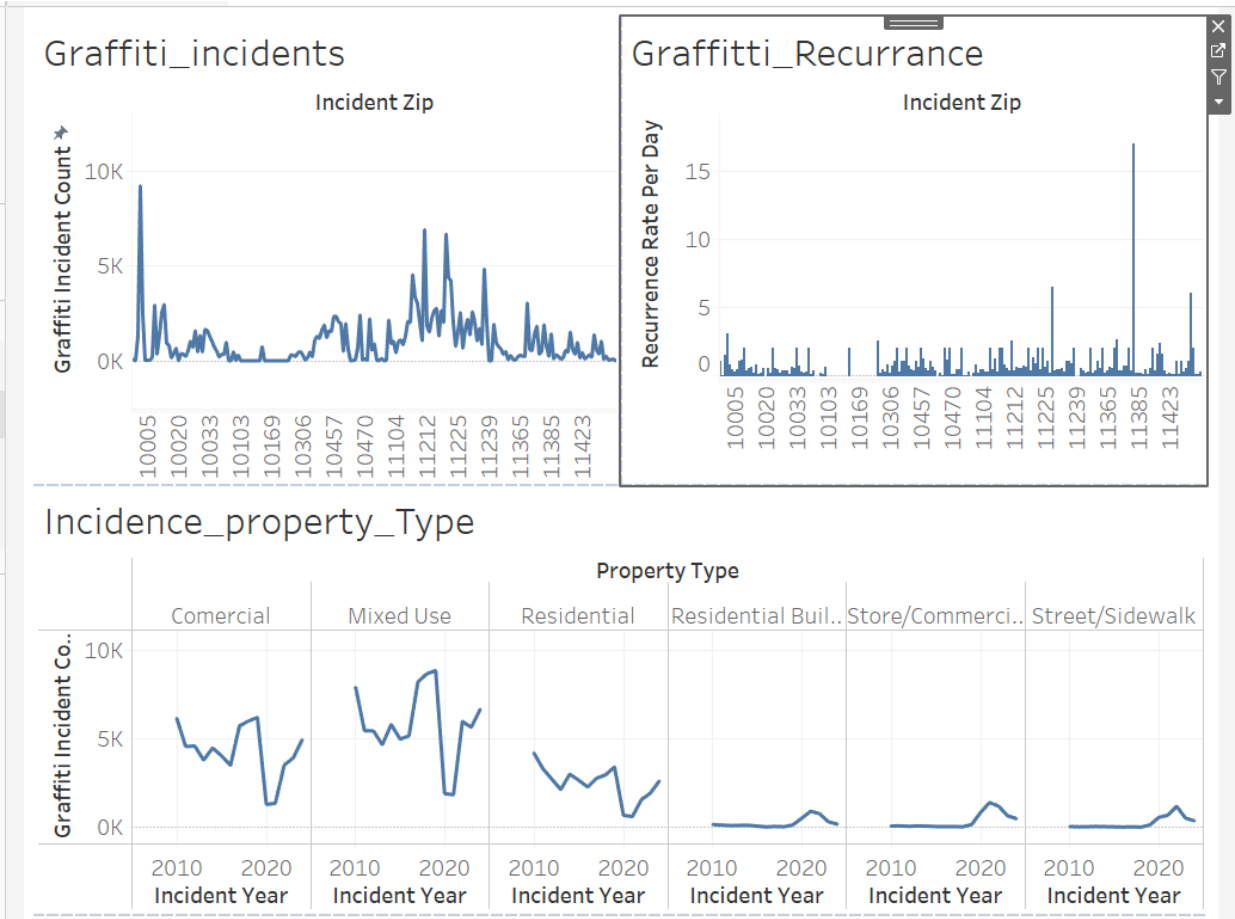 Graffiti_incidents
Incident Zip
Graffiti Incident Count
10K
5K
0K
10005
10020
10033
10103
10169
10306
10457
10470
11104
11212
11225
11239
11365
11385
11423
Graffitti_Recurrance
Incident Zip
Recurrence Rate Per Day
15
10
5
0
10005
10020
10033
10103
10169
10306
10457
10470
11104
11212
11225
11239
11365
11385
11423
Incidence_property_Type
Property Type
Comercial
Mixed Use
Residential
Residential Buil..
Store/Commerci..
Street/Sidewalk
Graffiti Incident Co..
10K
5K
0K
2010 2020
2010 2020
2010 2020
2010 2020
2010 2020
2010 2020
Incident Year
Incident Year
Incident Year
Incident Year
Incident Year
Incident Year